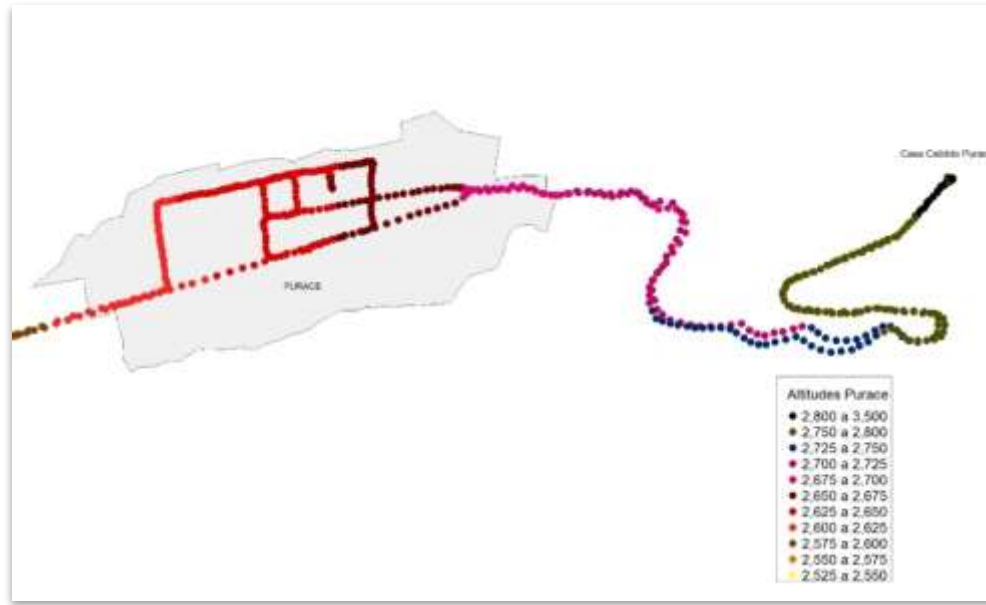 Casa Cabildo Purac
PURACE
Altitudes Purace
2,800 a 3,500
2,750 a 2,800
2,725 a 2,750
2,700 a 2,725
2,675 a 2,700
2,650 a 2,675
2,625 a 2,650
2,600 a 2,625
2,575 a 2,600
2,550 a 2,575
2,525 a 2,550